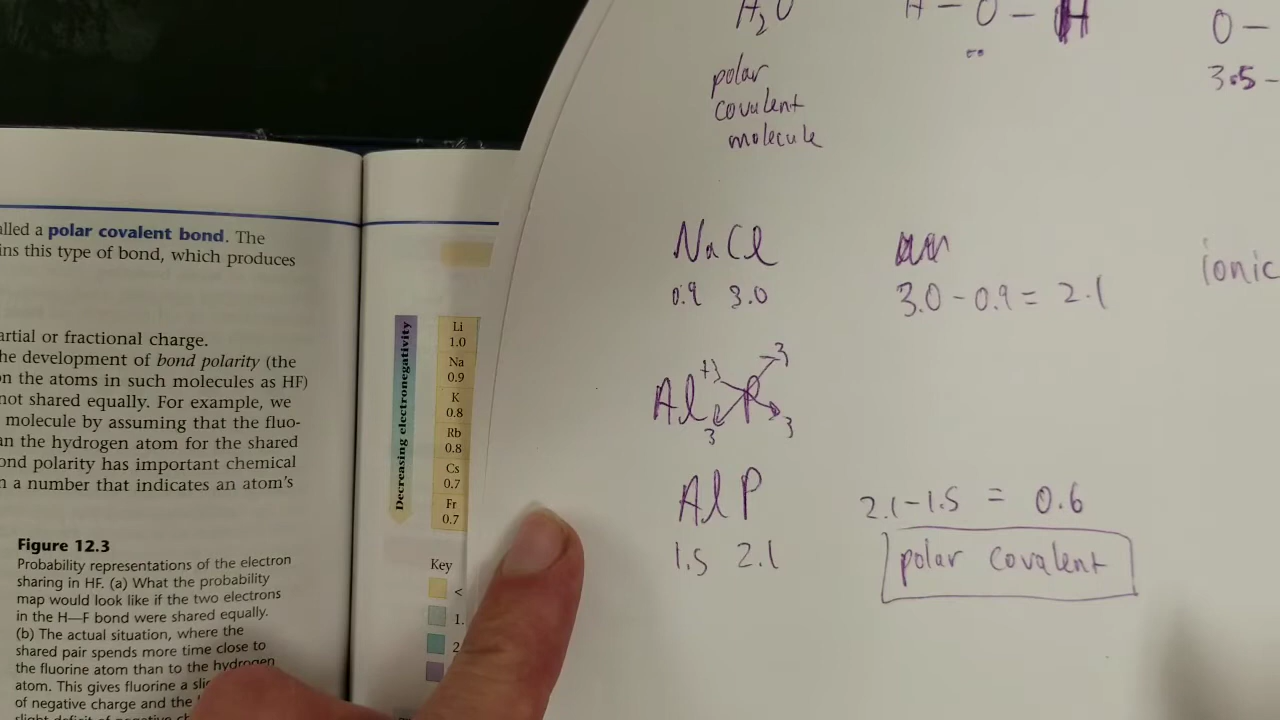 alled a polar covalent bond. The
ins this type of bond, which produces
artial or fractional charge.
he development of bond polarity (the
on the atoms in such molecules as HF)
not shared equally. For example, we
molecule by assuming that the fluo-
an the hydrogen atom for the shared
ond polarity has important chemical
n a number that indicates an atom's
Figure 12.3
Probability representations of the electron
sharing in HF. (a) What the probability
map would look like if the two electrons
in the H—F bond were shared equally.
(b) The actual situation, where the
shared pair spends more time close to
the fluorine atom than to the hydrogen
atom. This gives fluorine a
of negative charge and the
Decreasing electronegativity
Li
1.0
Na
0.9
K
0.8
Rb
0.8
Cs
0.7
Fr
0.7
Key
<
1.
2
H2O
H – O – H
O –
3.5 –
polar
covalent
molecule
NaCl
0.9 3.0
3.0 – 0.9 = 2.1
ionic
Al+3 P–3
3 3
AlP
1.5 2.1
2.1 – 1.5 = 0.6
polar covalent